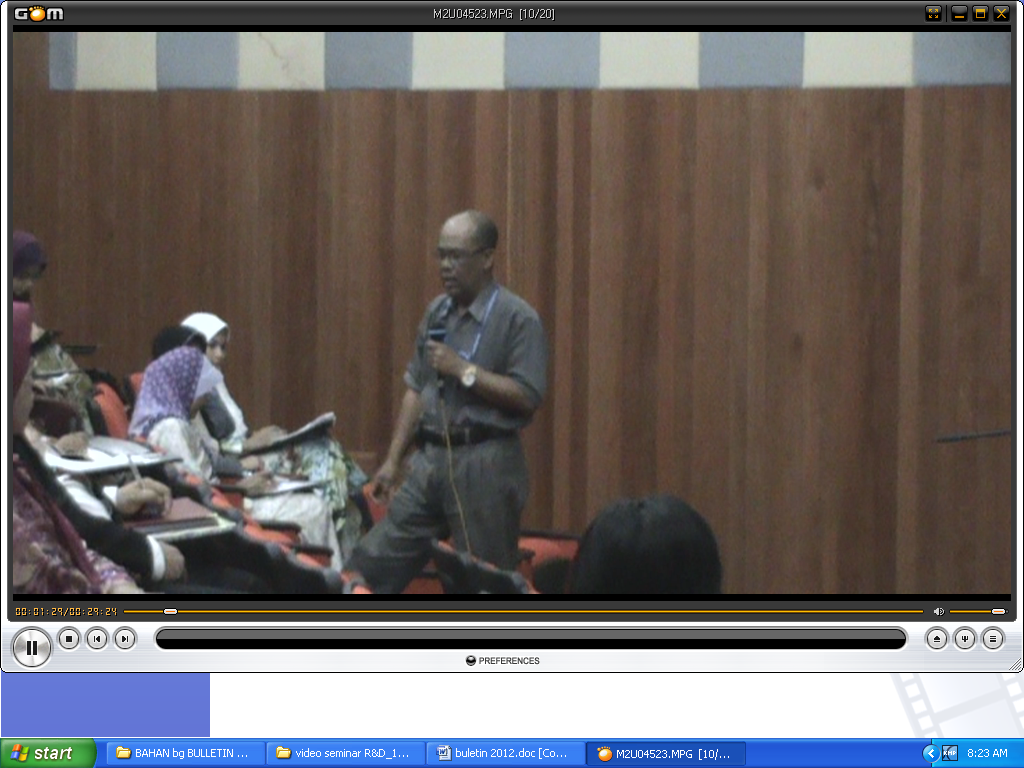 GOM
M2U04523.MPG [10/20]
00:01:29/00:29:24
PREFERENCES
start
BAHAN bg BULLETIN ...
video seminar R&D_1...
buletin 2012.doc [Co...
M2U04523.MPG [10/...
KMP
8:23 AM